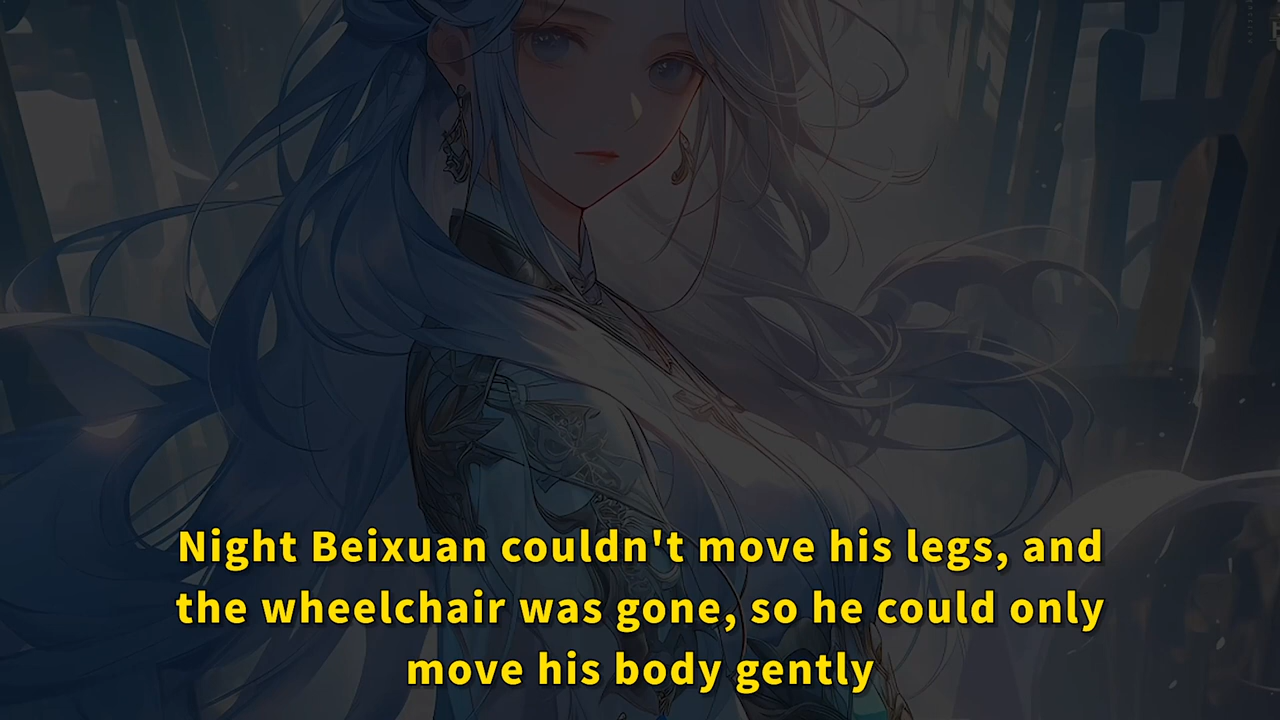 Night Beixuan couldn't move his legs, and
the wheelchair was gone, so he could only
move his body gently